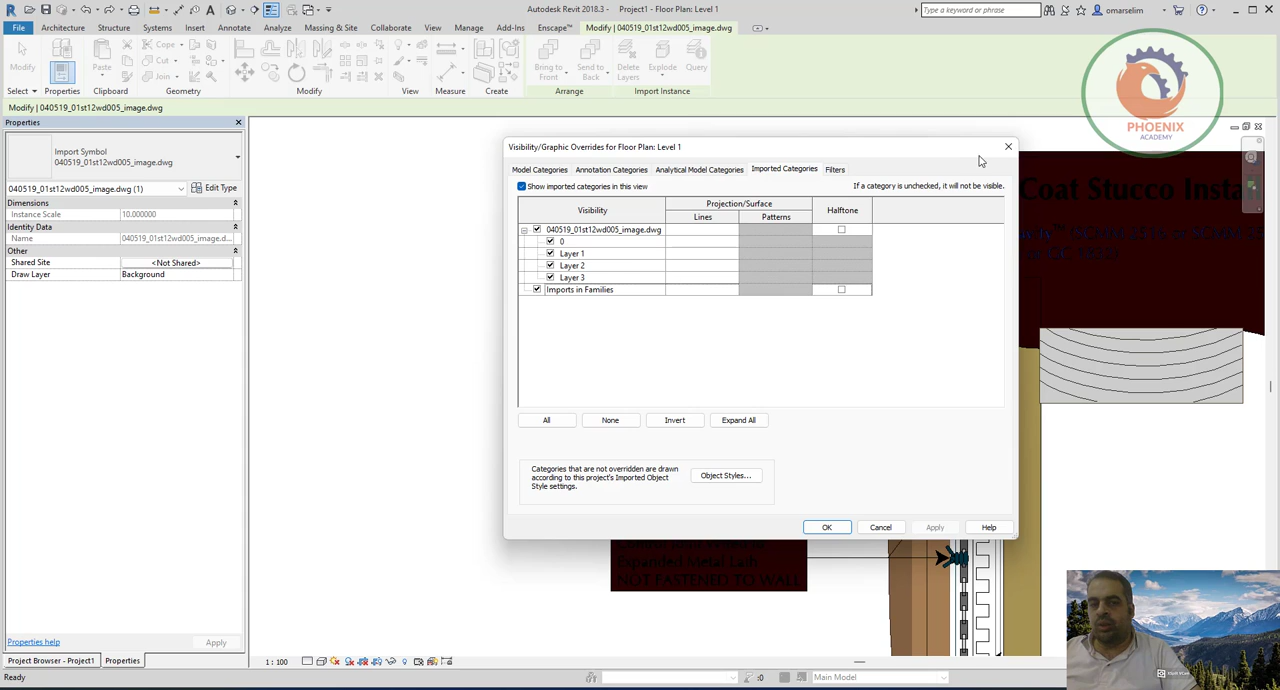 Autodesk Revit 2018.3 - Project1 - Floor Plan: Level 1
Type a keyword or phrase
omarselim
File
Architecture
Structure
Systems
Insert
Annotate
Analyze
Massing & Site
Collaborate
View
Manage
Add-Ins
Enscape™
Modify | 040519_01st12wd005_image.dwg
Modify
Paste
Cope
Cut
Join
Bring to Front
Send to Back
Delete Layers
Explode
Query
Select
Properties
Clipboard
Geometry
Modify
View
Measure
Create
Arrange
Import Instance
PHOENIX
ACADEMY
Modify | 040519_01st12wd005_image.dwg
Properties
Import Symbol
040519_01st12wd005_image.dwg
040519_01st12wd005_image.dwg (1)
Edit Type
Dimensions
Instance Scale 10.000000
Identity Data
Name 040519_01st12wd005_image.d...
Other
Shared Site <Not Shared>
Draw Layer Background
Properties help
Apply
Project Browser - Project1
Properties
Visibility/Graphic Overrides for Floor Plan: Level 1
Model Categories
Annotation Categories
Analytical Model Categories
Imported Categories
Filters
Show imported categories in this view
If a category is unchecked, it will not be visible.
Visibility
Projection/Surface
Halftone
Lines
Patterns
040519_01st12wd005_image.dwg
0
Layer 1
Layer 2
Layer 3
Imports in Families
All
None
Invert
Expand All
Categories that are not overridden are drawn
according to this project's Imported Object
Style settings.
Object Styles...
OK
Cancel
Apply
Help
Coat Stucco Instal
Expanded Metal Lash
NOT FASTENED TO WALL
1 : 100
Ready
:0
Main Model